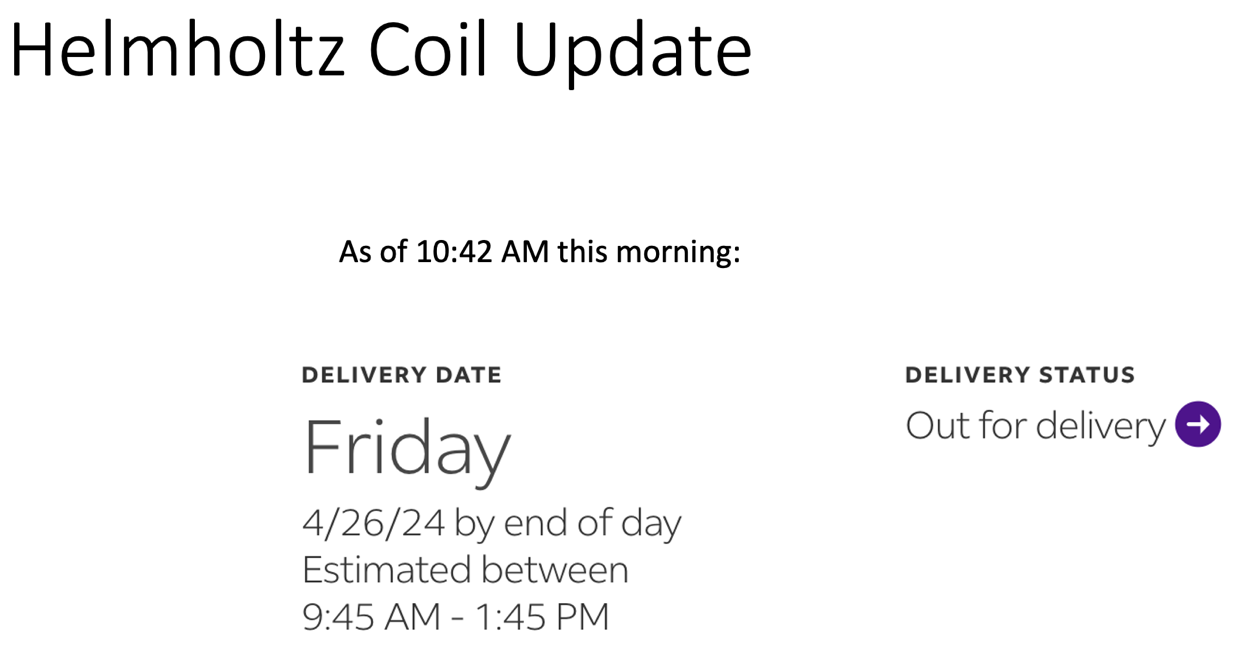 Helmholtz Coil Update
As of 10:42 AM this morning:
DELIVERY DATE
Friday
4/26/24 by end of day
Estimated between
9:45 AM - 1:45 PM
DELIVERY STATUS
Out for delivery